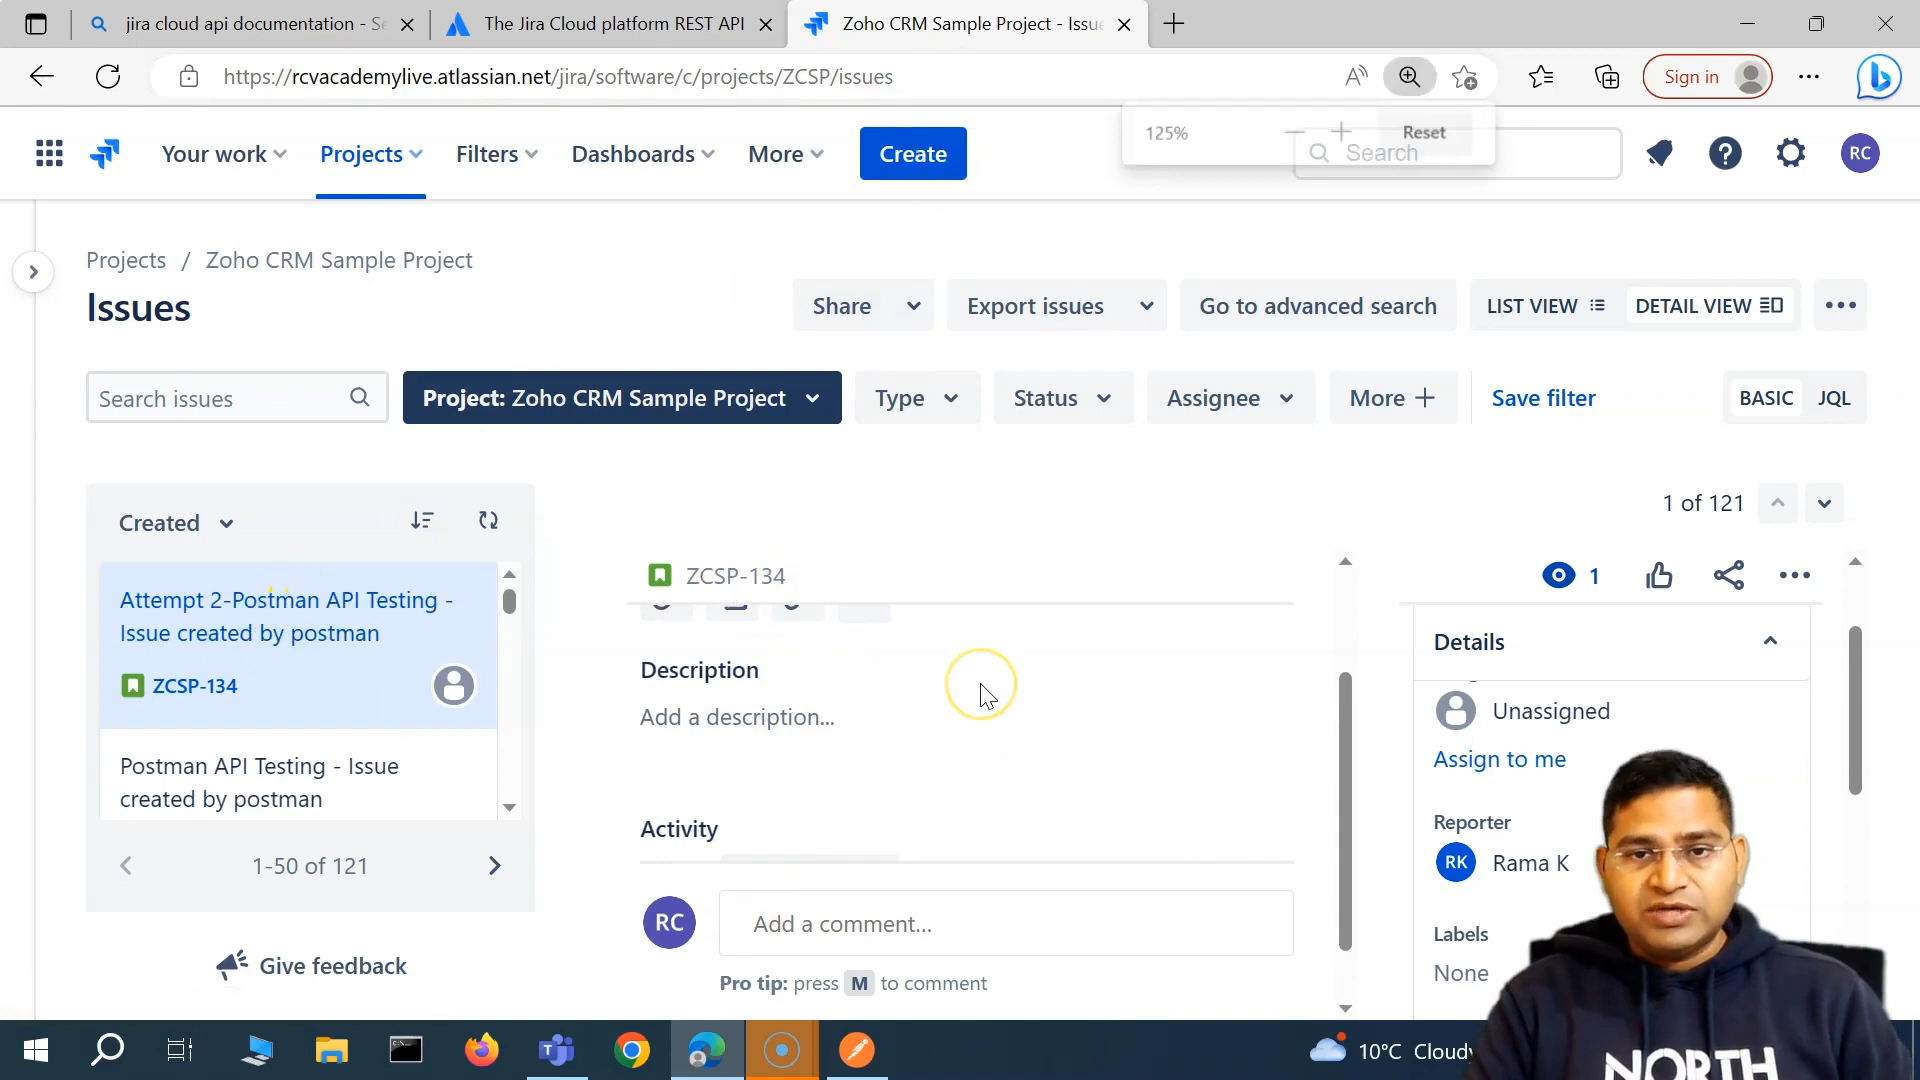 jira cloud api documentation - Se
The Jira Cloud platform REST API
Zoho CRM Sample Project - Issue
https://rcvacademylive.atlassian.net/jira/software/c/projects/ZCSP/issues
Sign in
125%
Reset
Your work
Projects
Filters
Dashboards
More
Create
Search
RC
Projects / Zoho CRM Sample Project
Issues
Share
Export issues
Go to advanced search
LIST VIEW
DETAIL VIEW
Search issues
Project: Zoho CRM Sample Project
Type
Status
Assignee
More
Save filter
BASIC
JQL
Created
1 of 121
Attempt 2-Postman API Testing -
Issue created by postman
ZCSP-134
Postman API Testing - Issue
created by postman
1-50 of 121
Give feedback
ZCSP-134
Description
Add a description...
Activity
RC
Add a comment...
Pro tip: press M to comment
1
Details
Unassigned
Assign to me
Reporter
RK
Rama K
Labels
None
10°C Cloudy
NORTH